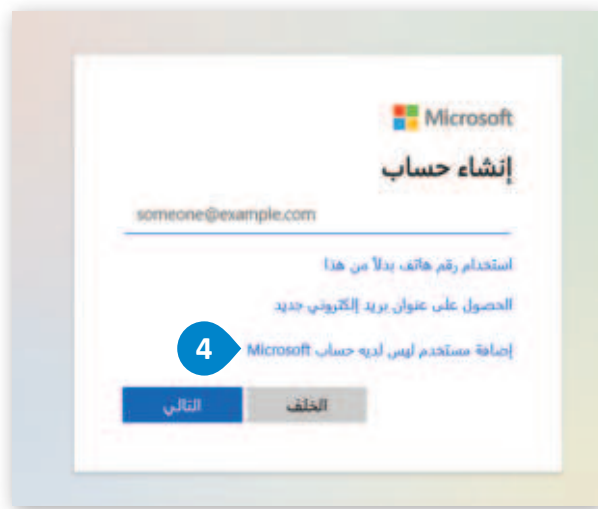 Microsoft
إنشاء حساب
someone@example.com
استخدام رقم هاتف بدلاً من هذا
الحصول على عنوان بريد إلكتروني جديد
إضافة مستخدم ليس لديه حساب Microsoft
4
الخلف
التالي